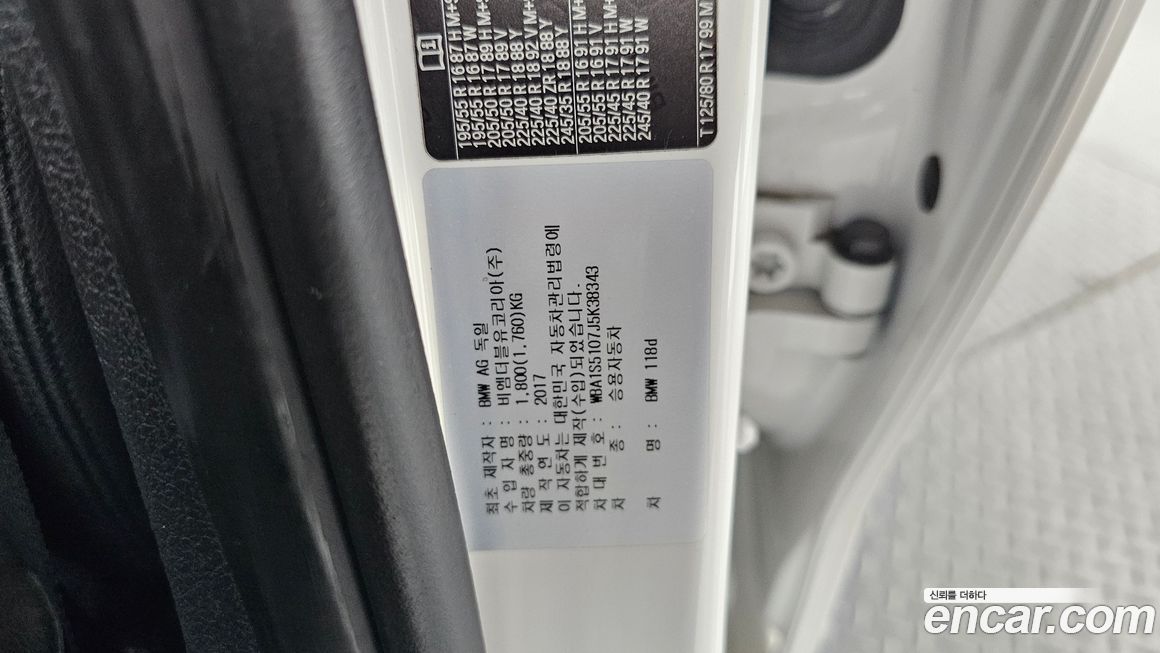 195/55 R 16 87 H M+S
195/55 R 16 87 W
205/50 R 17 89 H M+S
205/50 R 17 89 V
225/40 R 18 88 Y
225/40 R 18 92 V M+S
225/40 ZR 18 88 Y
245/35 R 18 88 Y
205/55 R 16 91 H M+S
205/55 R 16 91 V
225/45 R 17 91 H M+S
225/45 R 17 91 W
245/40 R 17 91 W
T 125/80 R 17 99 M
최초 제작자 : BMW AG 독일
수 입 자 명 : 비엠더블유코리아(주)
차량 총중량 : 1,800(1,760)KG
제 작 연 도 : 2017
이 자동차는 대한민국 자동차관리법령에
적합하게 제작(수입)되었습니다.
차 대 번 호 : WBA1S5107J5K38343
차 종 : 승용자동차
차 명 : BMW 118d
신뢰를 더하다
encar.com